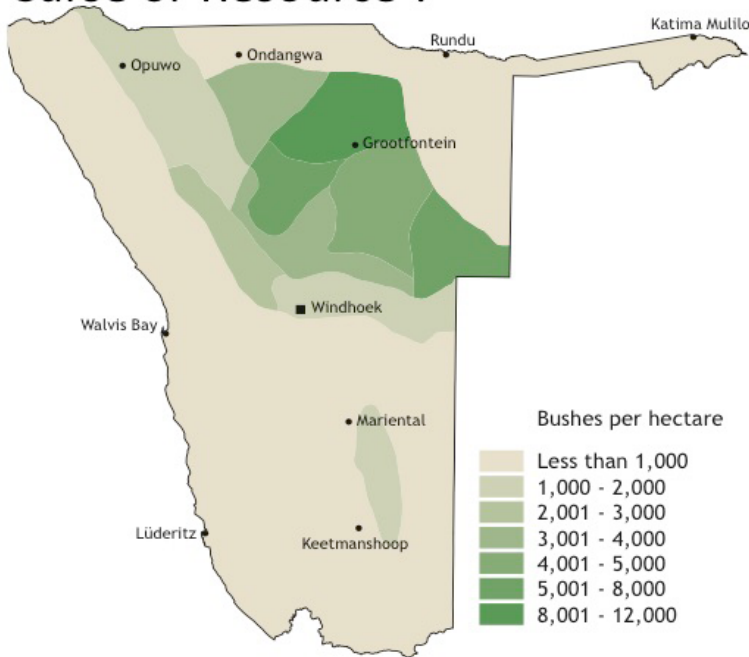 Katima Mulilo
Rundu
Ondangwa
Opuwo
Grootfontein
Windhoek
Walvis Bay
Mariental
Bushes per hectare
Less than 1,000
1,000 - 2,000
2,001 - 3,000
3,001 - 4,000
4,001 - 5,000
5,001 - 8,000
8,001 - 12,000
Lüderitz
Keetmanshoop